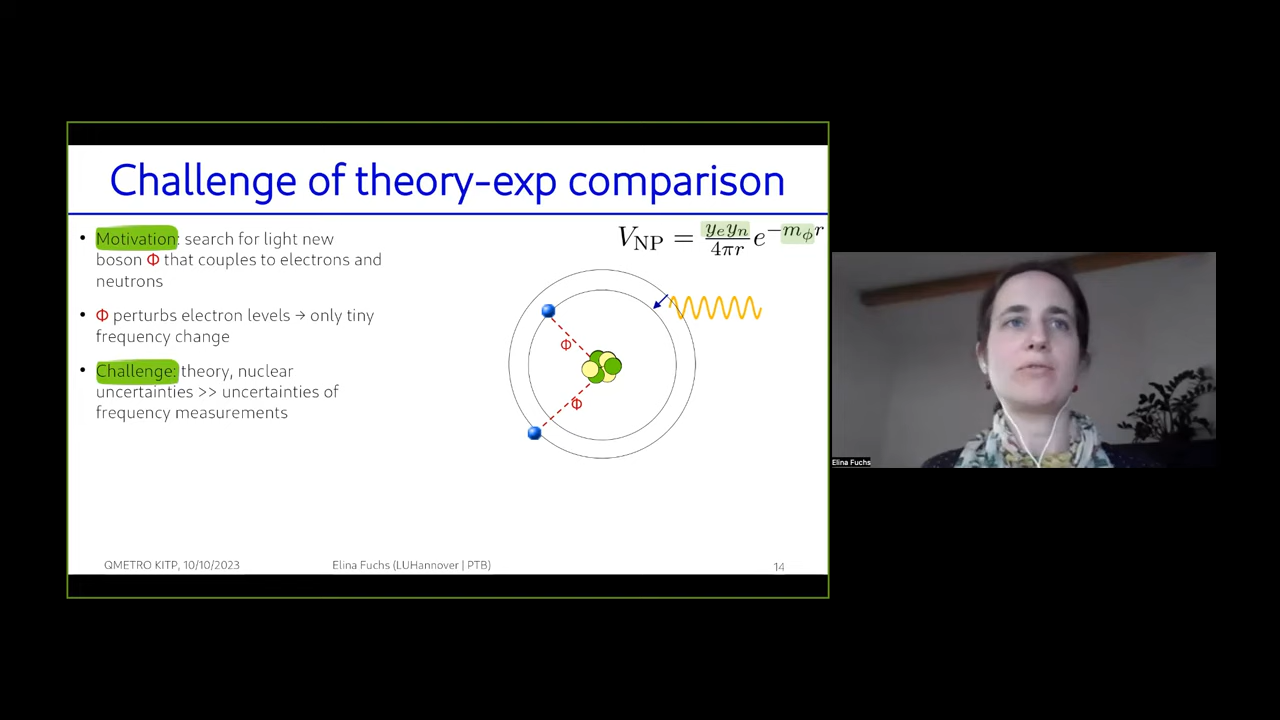 Challenge of theory-exp comparison
• Motivation: search for light new
boson Φ that couples to electrons and
neutrons
• Φ perturbs electron levels → only tiny
frequency change
• Challenge: theory, nuclear
uncertainties >> uncertainties of
frequency measurements
V_NP = y_e y_n / 4πr e^{−m_ϕ r}
Φ
Φ
QMETRO KITP, 10/10/2023
Elina Fuchs (LUHannover | PTB)
14
Elina Fuchs